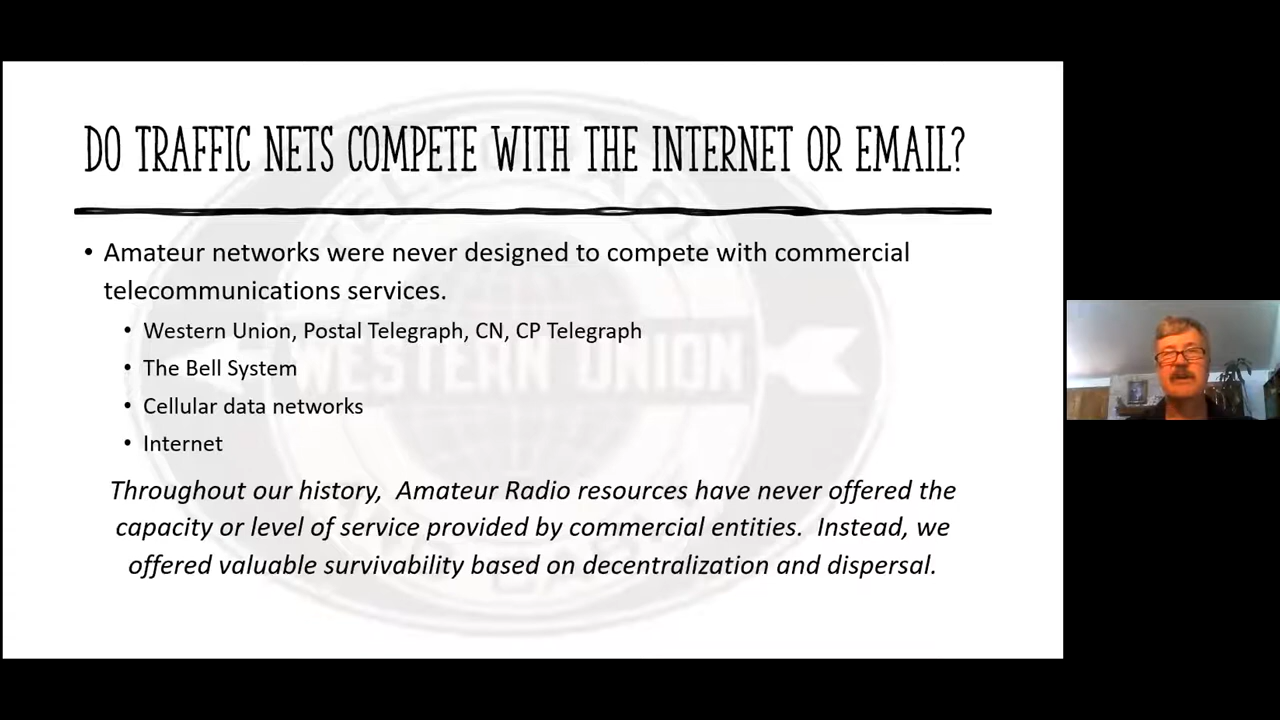 DO TRAFFIC NETS COMPETE WITH THE INTERNET OR EMAIL?
• Amateur networks were never designed to compete with commercial
telecommunications services.
• Western Union, Postal Telegraph, CN, CP Telegraph
• The Bell System
• Cellular data networks
• Internet
Throughout our history, Amateur Radio resources have never offered the
capacity or level of service provided by commercial entities. Instead, we
offered valuable survivability based on decentralization and dispersal.
WESTERN UNION